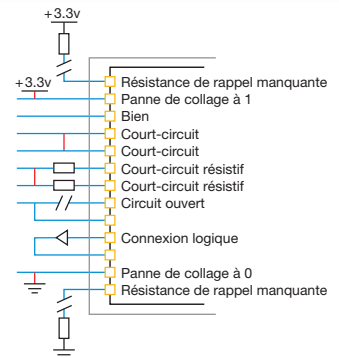 +3.3v
+3.3v
Résistance de rappel manquante
Panne de collage à 1
Bien
Court-circuit
Court-circuit
Court-circuit résistif
Court-circuit résistif
Circuit ouvert
Connexion logique
Panne de collage à 0
Résistance de rappel manquante